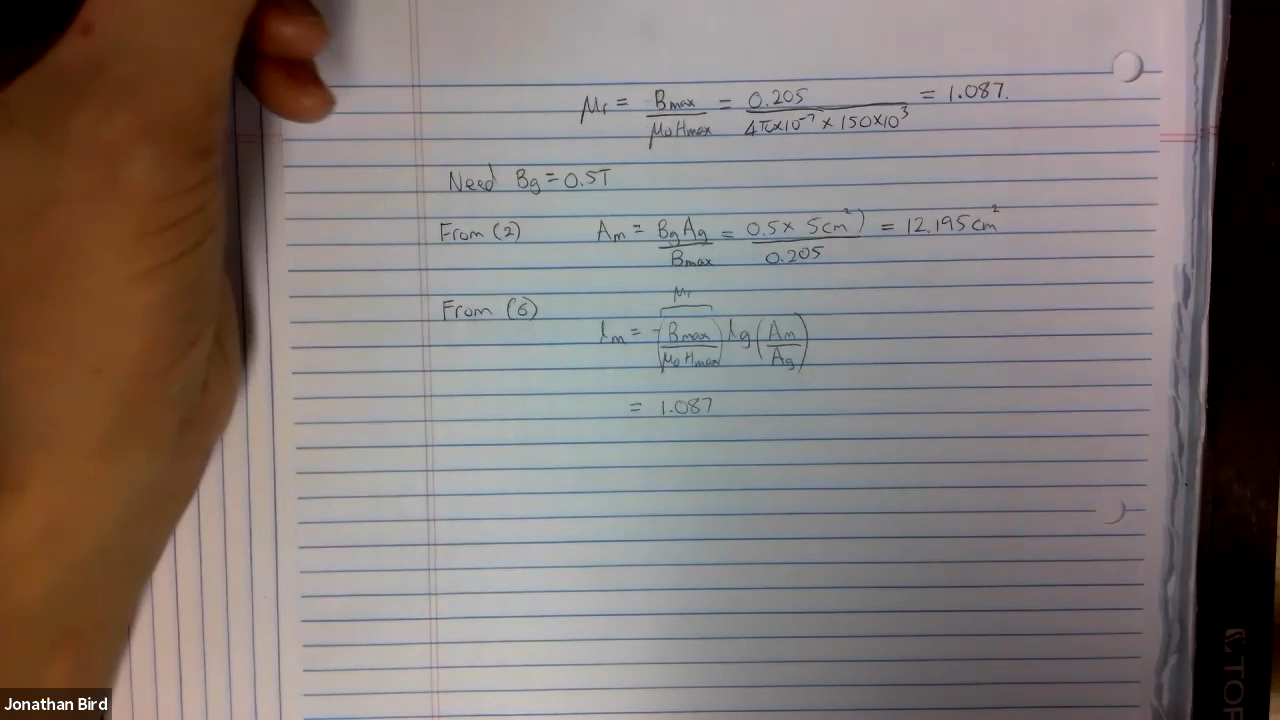 μr = Bmax / μ0Hmax = 0.205 / 4π×10⁻⁷ × 150×10³ = 1.087.
Need Bg = 0.5T
From (2) Am = BgAg / Bmax = 0.5 × 5cm²) / 0.205 = 12.195cm²
μr
From (6) lm = -(Bmax / μ0Hmax) lg (Am / Ag)
= 1.087
Jonathan Bird